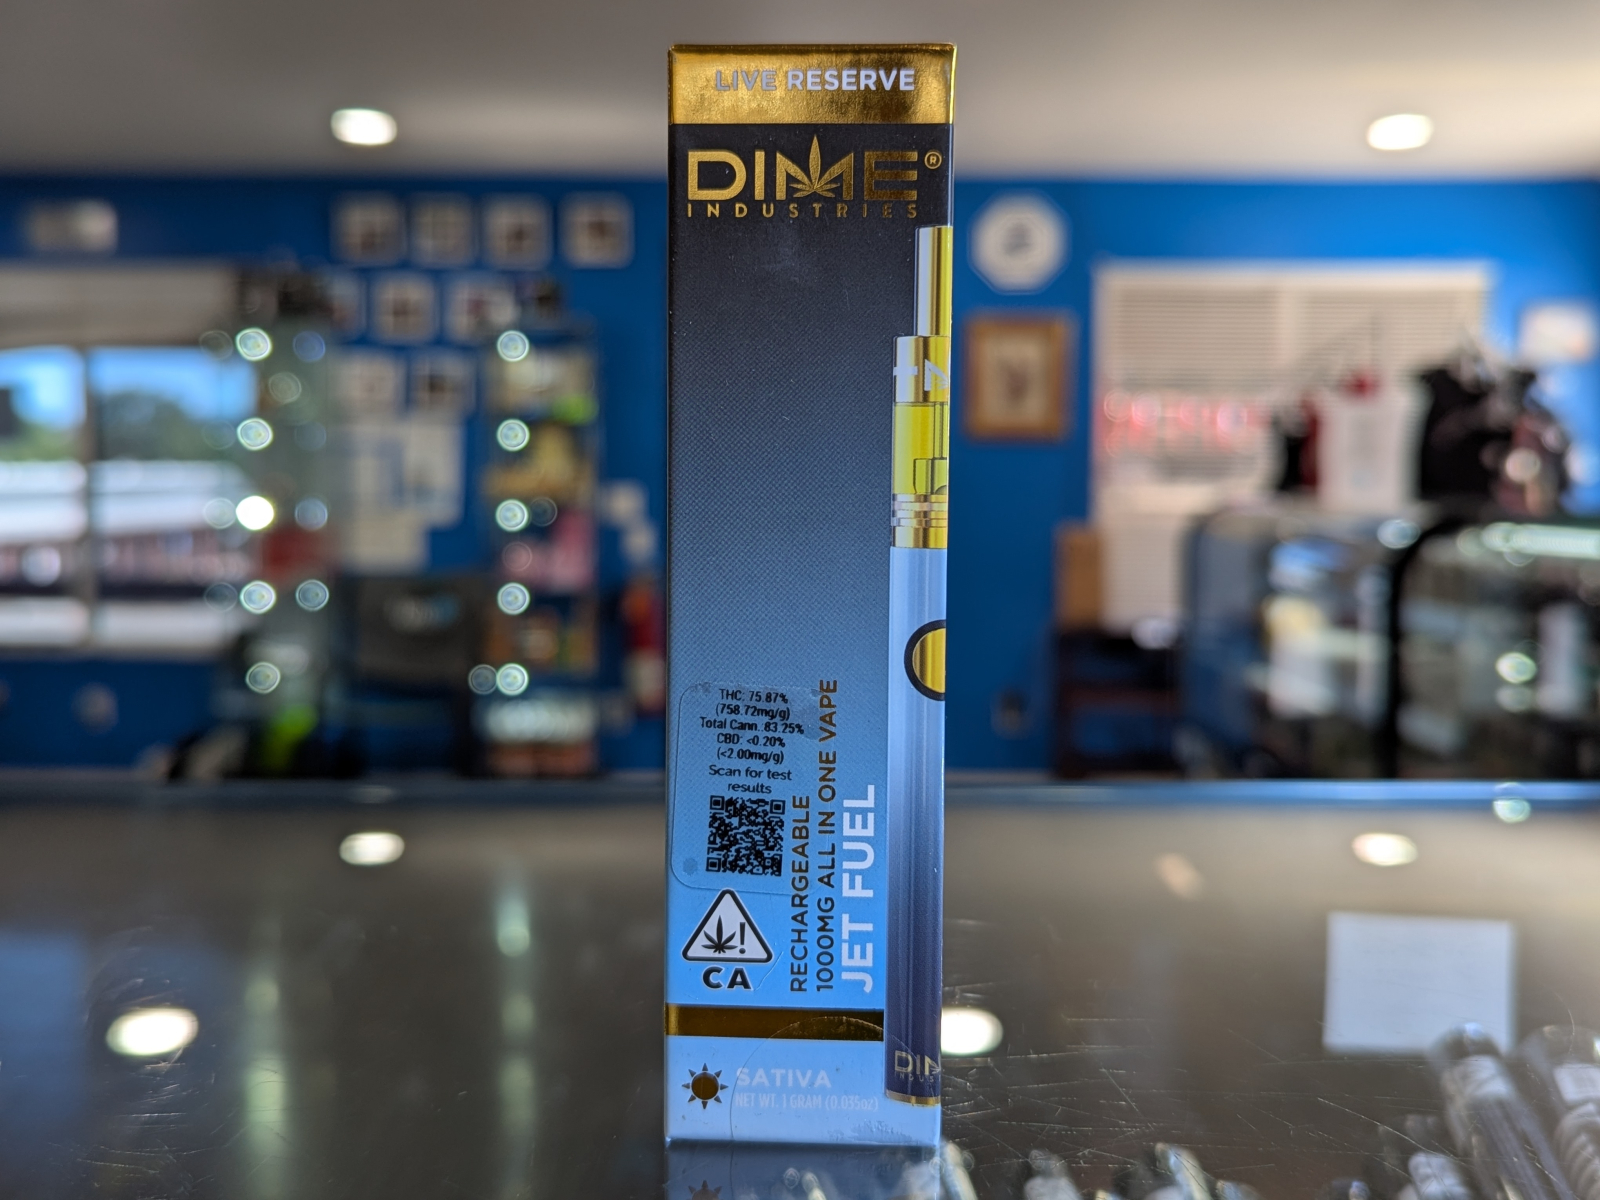 LIVE RESERVE
DIME®
INDUSTRIES
THC: 75.87%
(758.72mg/g)
Total Cann.:83.25%
CBD: <0.20%
(<2.00mg/g)
Scan for test
results
RECHARGEABLE
1000MG ALL IN ONE VAPE
JET FUEL
CA
SATIVA
NET WT. 1 GRAM (0.035oz)